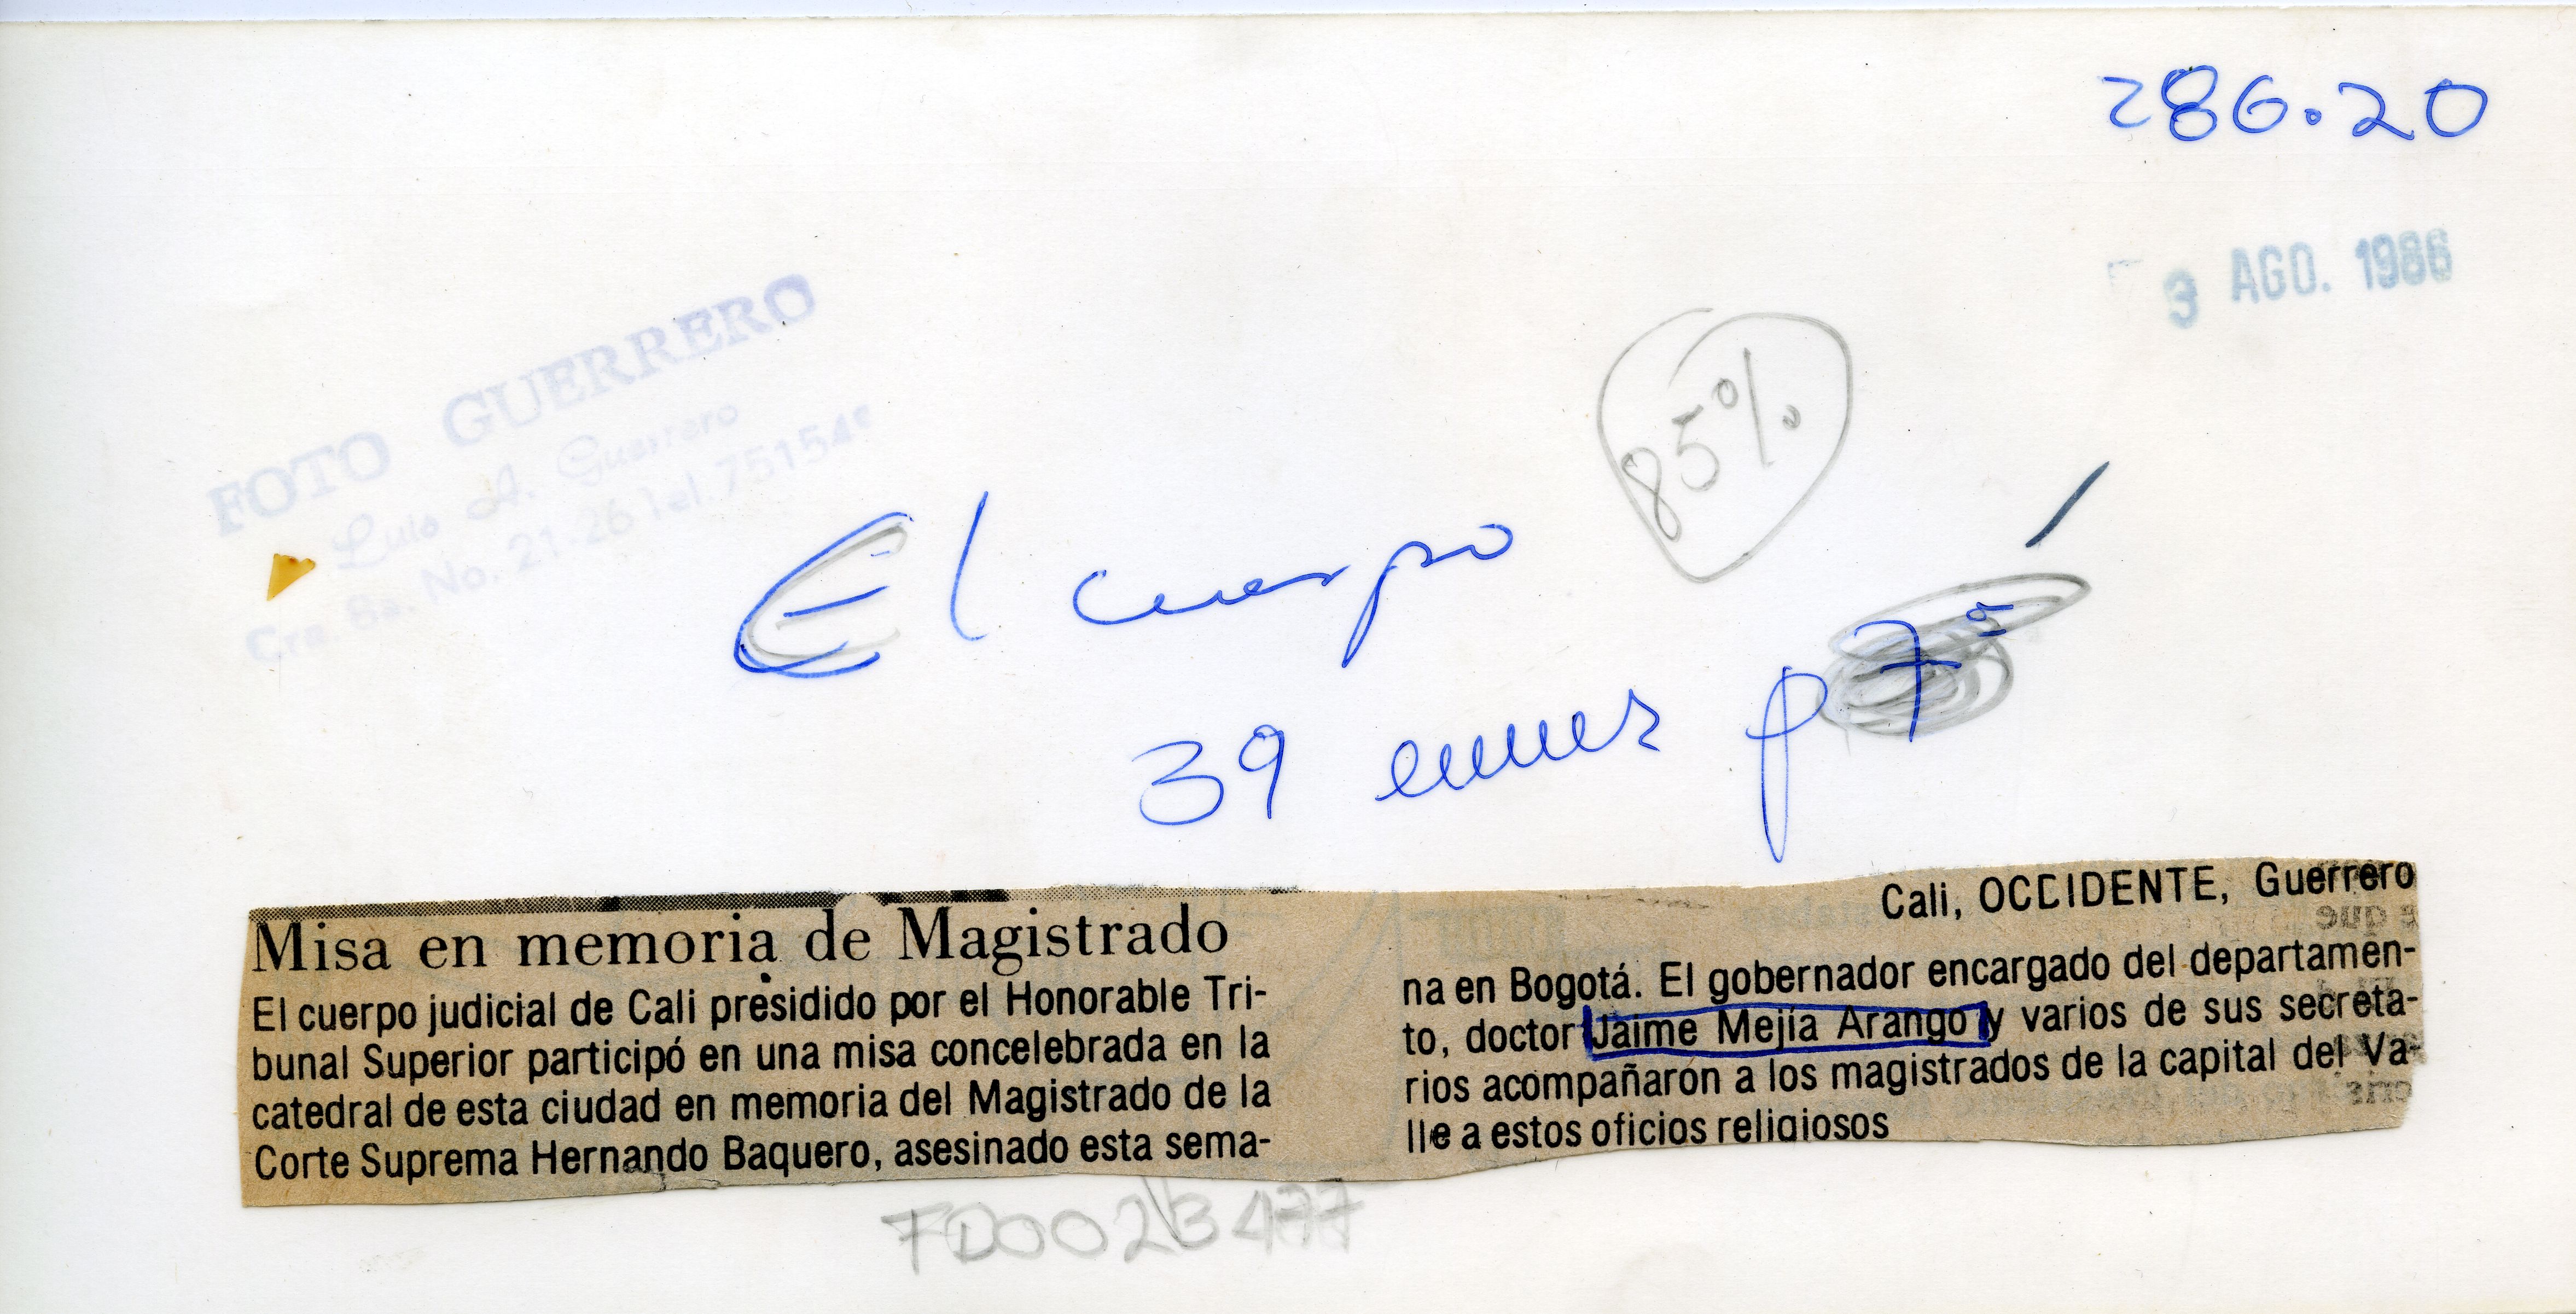 286.20
3 AGO. 1986
FOTO GUERRERO
Luis A. Guerrero
Cra. 8a. No. 21-26 Tel. 751549
85%
El cuerpo
39 emes
Cali, OCCIDENTE, Guerrero
Misa en memoria de Magistrado
El cuerpo judicial de Cali presidido por el Honorable Tri-
bunal Superior participó en una misa concelebrada en la
catedral de esta ciudad en memoria del Magistrado de la
Corte Suprema Hernando Baquero, asesinado esta sema-
na en Bogotá. El gobernador encargado del departamen-
to, doctor Jaime Mejía Arango y varios de sus secreta-
rios acompañarón a los magistrados de la capital del Va-
lle a estos oficios religiosos
FD0023477